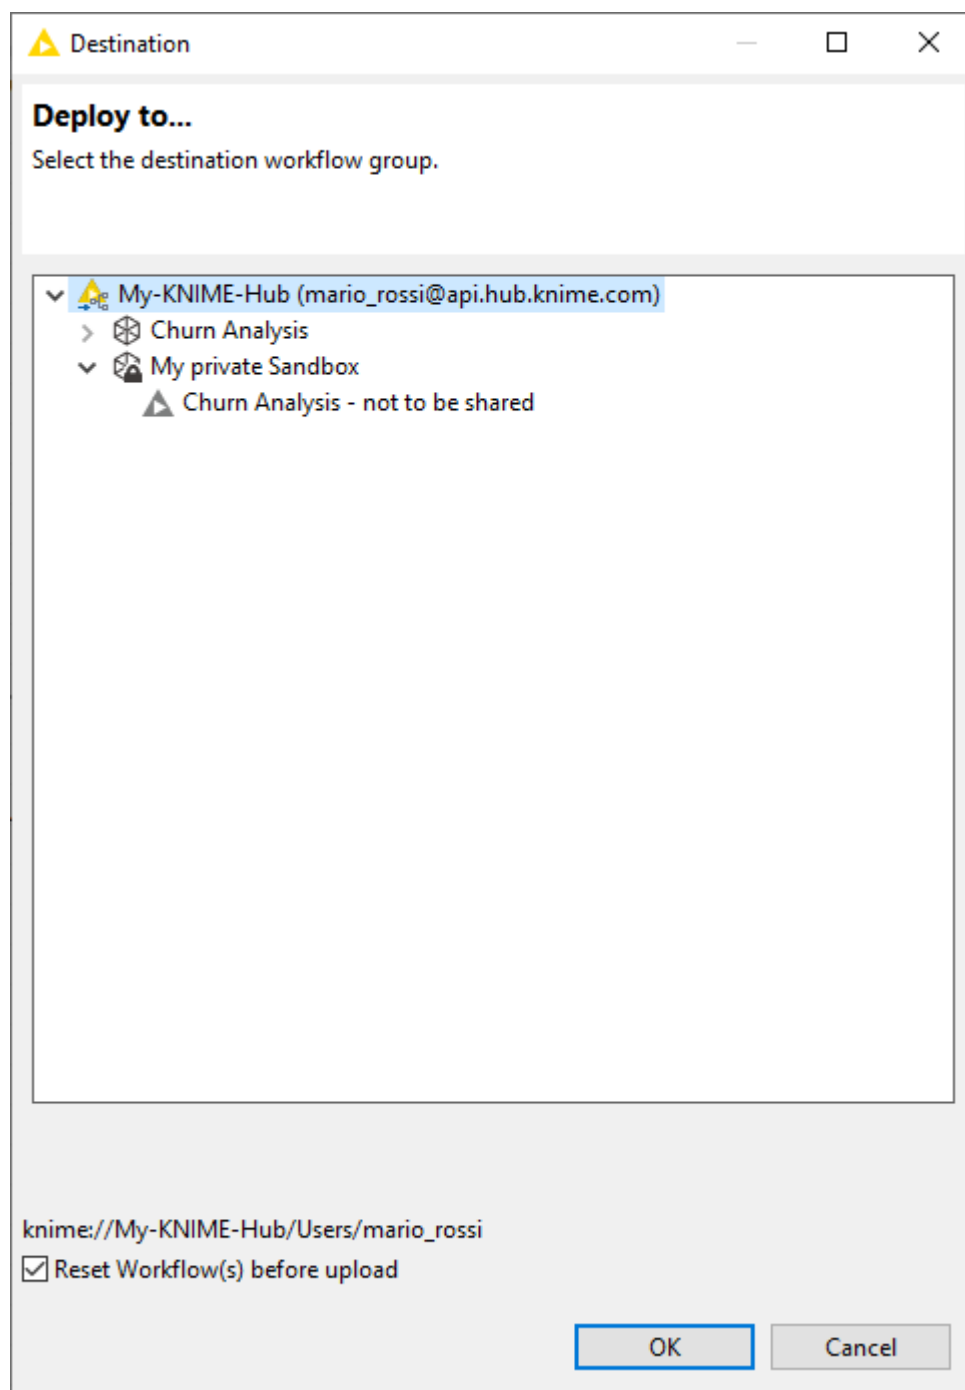 Destination
Deploy to...
Select the destination workflow group.
My-KNIME-Hub (mario_rossi@api.hub.knime.com)
Churn Analysis
My private Sandbox
Churn Analysis - not to be shared
knime://My-KNIME-Hub/Users/mario_rossi
Reset Workflow(s) before upload
OK Cancel